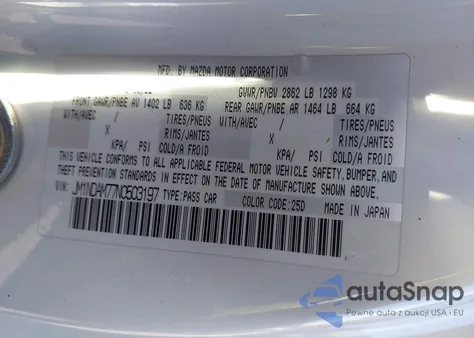 MFD. BY MAZDA MOTOR CORPORATION
GVWR/PNBV 2862 LB 1298 KG
FRONT GAWR/PNBE AV 1402 LB 636 KG REAR GAWR/PNBE AR 1464 LB 664 KG
WITH/AVEC / TIRES/PNEUS WITH/AVEC / TIRES/PNEUS
X RIMS/JANTES X RIMS/JANTES
KPA/ PSI COLD/A FROID KPA/ PSI COLD/A FROID
THIS VEHICLE CONFORMS TO ALL APPLICABLE FEDERAL MOTOR VEHICLE SAFETY, BUMPER, AND
THEFT PREVENTION STANDARDS IN EFFECT ON THE DATE OF MANUFACTURE SHOWN ABOVE.
VIN: JM1NDAM77N0503197 TYPE:PASS CAR COLOR CODE:25D MADE IN JAPAN
autoSnap
Pewne auta z aukcji USA i EU